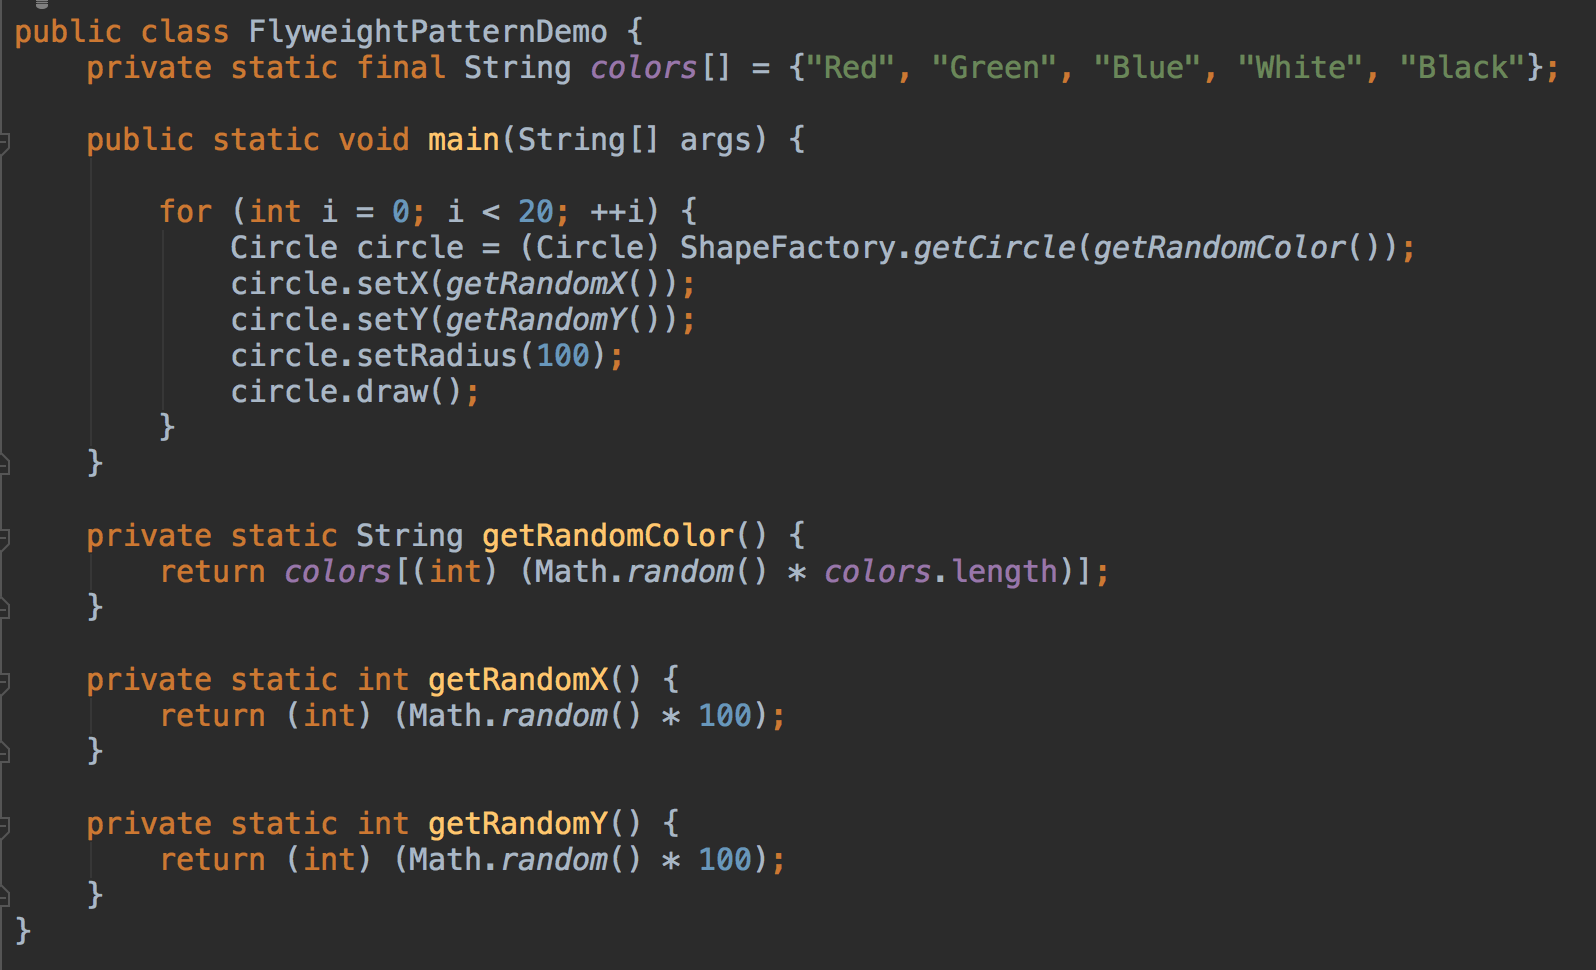 public class FlyweightPatternDemo {
    private static final String colors[] = {"Red", "Green", "Blue", "White", "Black"};

    public static void main(String[] args) {

        for (int i = 0; i < 20; ++i) {
            Circle circle = (Circle) ShapeFactory.getCircle(getRandomColor());
            circle.setX(getRandomX());
            circle.setY(getRandomY());
            circle.setRadius(100);
            circle.draw();
        }
    }

    private static String getRandomColor() {
        return colors[(int) (Math.random() * colors.length)];
    }

    private static int getRandomX() {
        return (int) (Math.random() * 100);
    }

    private static int getRandomY() {
        return (int) (Math.random() * 100);
    }
}